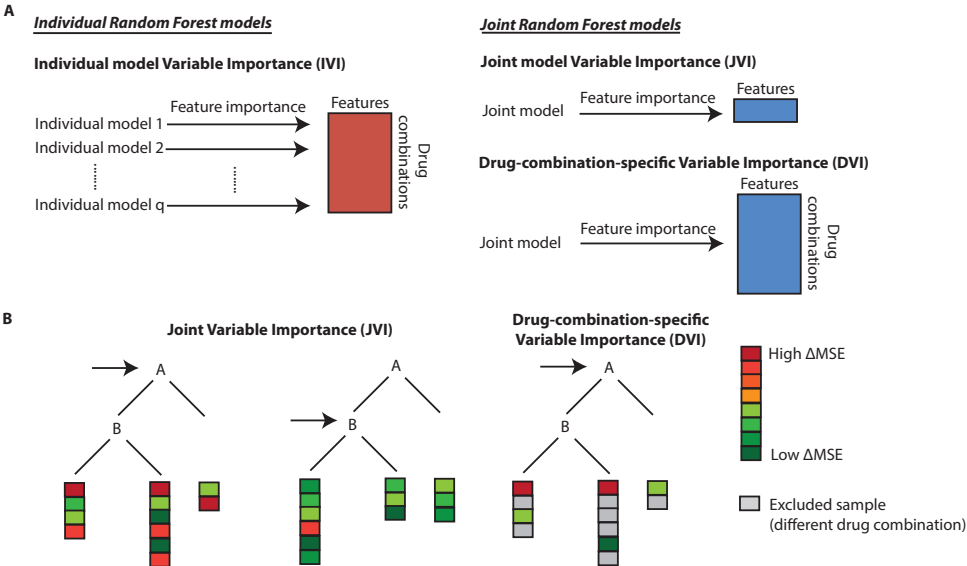 A
Individual Random Forest models
Individual model Variable Importance (IVI)
Feature importance
Features
Individual model 1
Individual model 2
Individual model q
Drug
combinations
Joint Random Forest models
Joint model Variable Importance (JVI)
Features
Feature importance
Joint model
Drug-combination-specific Variable Importance (DVI)
Features
Feature importance
Joint model
Drug
combinations
B
Joint Variable Importance (JVI)
A
B
A
B
Drug-combination-specific
Variable Importance (DVI)
A
B
High ΔMSE
Low ΔMSE
Excluded sample
(different drug combination)